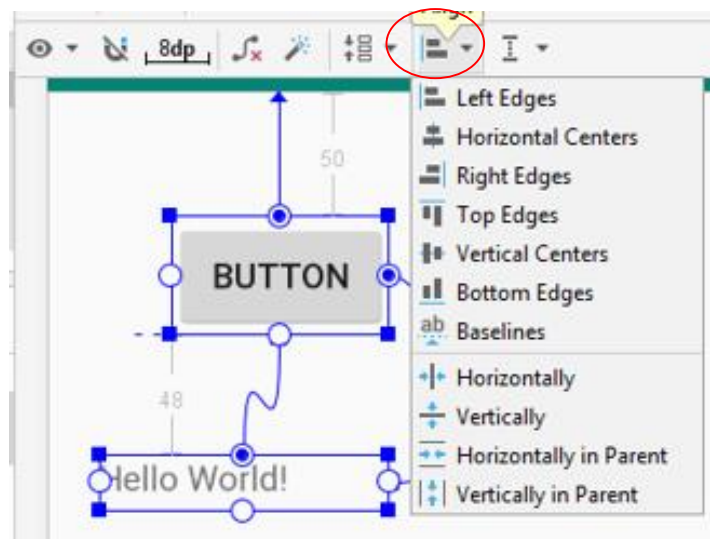 Align
8dp
Left Edges
Horizontal Centers
Right Edges
Top Edges
Vertical Centers
Bottom Edges
ab
Baselines
Horizontally
Vertically
Horizontally in Parent
Vertically in Parent
50
BUTTON
48
Hello World!